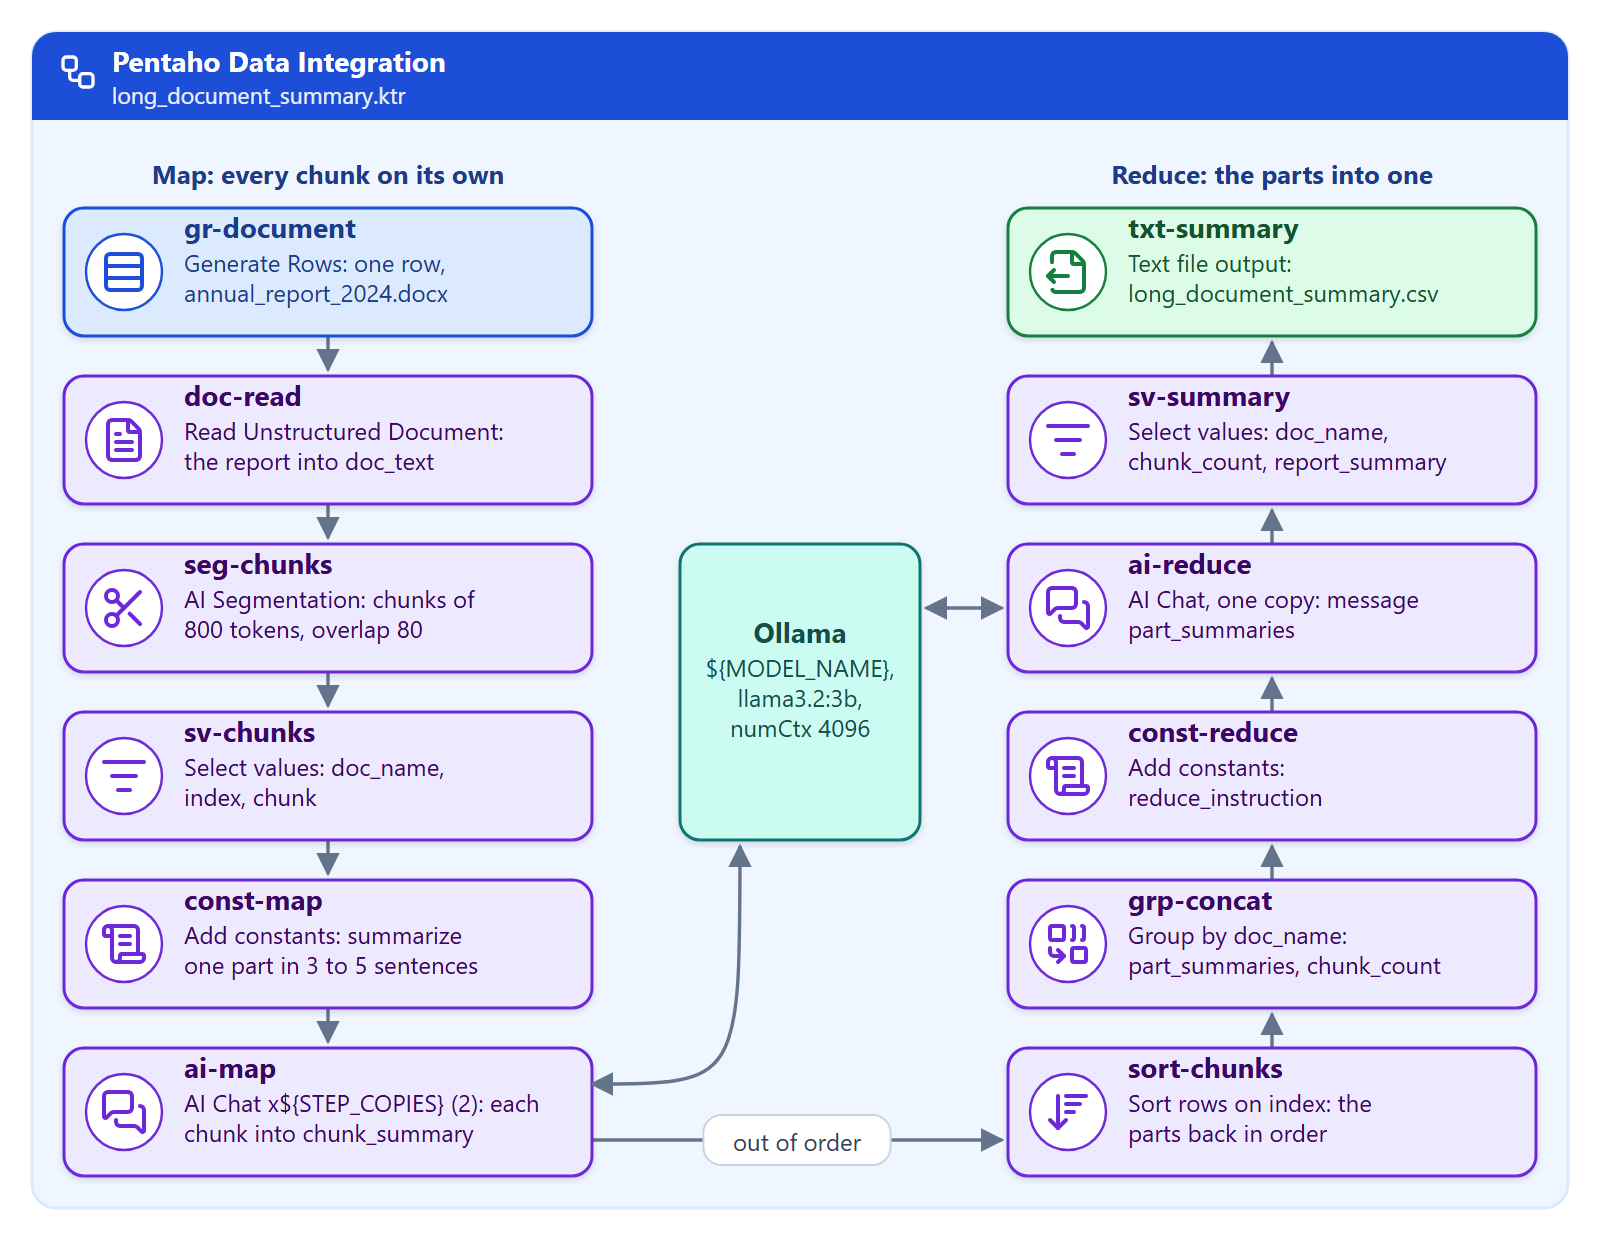 Pentaho Data Integration
long_document_summary.ktr
Map: every chunk on its own
gr-document
Generate Rows: one row,
annual_report_2024.docx
doc-read
Read Unstructured Document:
the report into doc_text
seg-chunks
AI Segmentation: chunks of
800 tokens, overlap 80
sv-chunks
Select values: doc_name,
index, chunk
const-map
Add constants: summarize
one part in 3 to 5 sentences
ai-map
AI Chat x${STEP_COPIES} (2): each
chunk into chunk_summary
Ollama
${MODEL_NAME},
llama3.2:3b,
numCtx 4096
out of order
Reduce: the parts into one
txt-summary
Text file output:
long_document_summary.csv
sv-summary
Select values: doc_name,
chunk_count, report_summary
ai-reduce
AI Chat, one copy: message
part_summaries
const-reduce
Add constants:
reduce_instruction
grp-concat
Group by doc_name:
part_summaries, chunk_count
sort-chunks
Sort rows on index: the
parts back in order